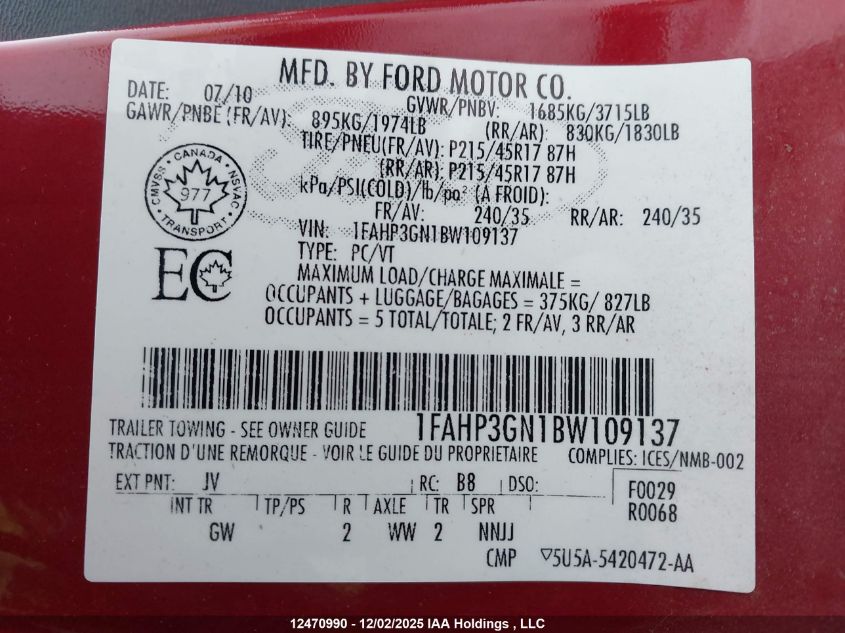 MFD. BY FORD MOTOR CO.
DATE: 07/10 GVWR/PNBV: 1685KG/3715LB
GAWR/PNBE (FR/AV): 895KG/1974LB (RR/AR): 830KG/1830LB
TIRE/PNEU(FR/AV): P215/45R17 87H
(RR/AR): P215/45R17 87H
kPa/PSI(COLD)/lb/po² (A FROID):
FR/AV: 240/35 RR/AR: 240/35
VIN: 1FAHP3GN1BW109137
TYPE: PC/VT
MAXIMUM LOAD/CHARGE MAXIMALE =
OCCUPANTS + LUGGAGE/BAGAGES = 375KG/ 827LB
OCCUPANTS = 5 TOTAL/TOTALE; 2 FR/AV, 3 RR/AR
CANADA
CMVSS 977 NSVAC
TRANSPORT
EC
1FAHP3GN1BW109137
TRAILER TOWING - SEE OWNER GUIDE
TRACTION D'UNE REMORQUE - VOIR LE GUIDE DU PROPRIETAIRE COMPLIES: ICES/NMB-002
EXT PNT: JV RC: B8 DSO: F0029
INT TR TP/PS R AXLE TR SPR R0068
GW 2 WW 2 NNJJ
CMP ▽5U5A-5420472-AA
12470990 - 12/02/2025 IAA Holdings , LLC